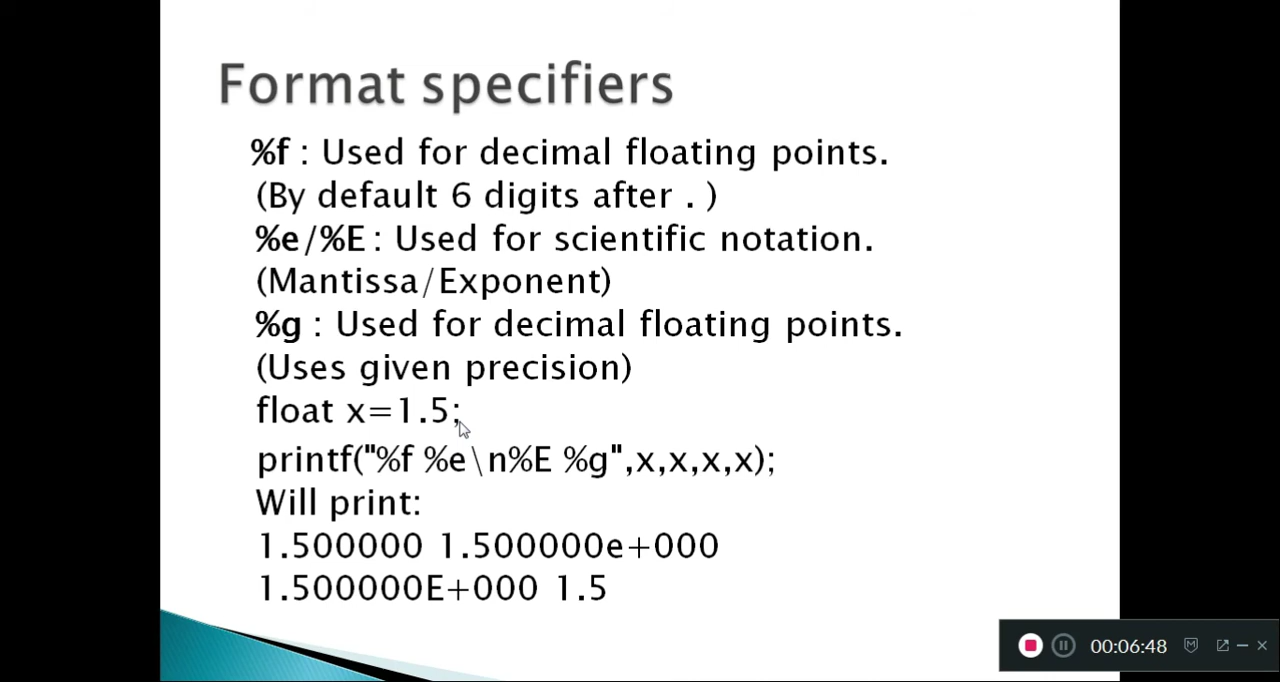 Format specifiers
%f : Used for decimal floating points.
(By default 6 digits after . )
%e/%E : Used for scientific notation.
(Mantissa/Exponent)
%g : Used for decimal floating points.
(Uses given precision)
float x=1.5;
printf("%f %e\n%E %g",x,x,x,x);
Will print:
1.500000 1.500000e+000
1.500000E+000 1.5
00:06:48